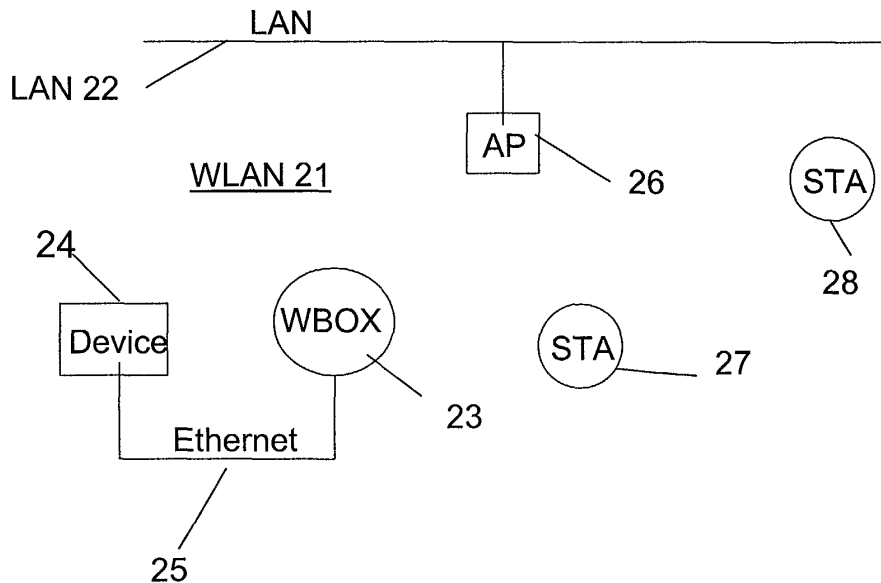 LAN
LAN 22
AP
WLAN 21
26
STA
28
24
Device
WBOX
STA
27
23
Ethernet
25